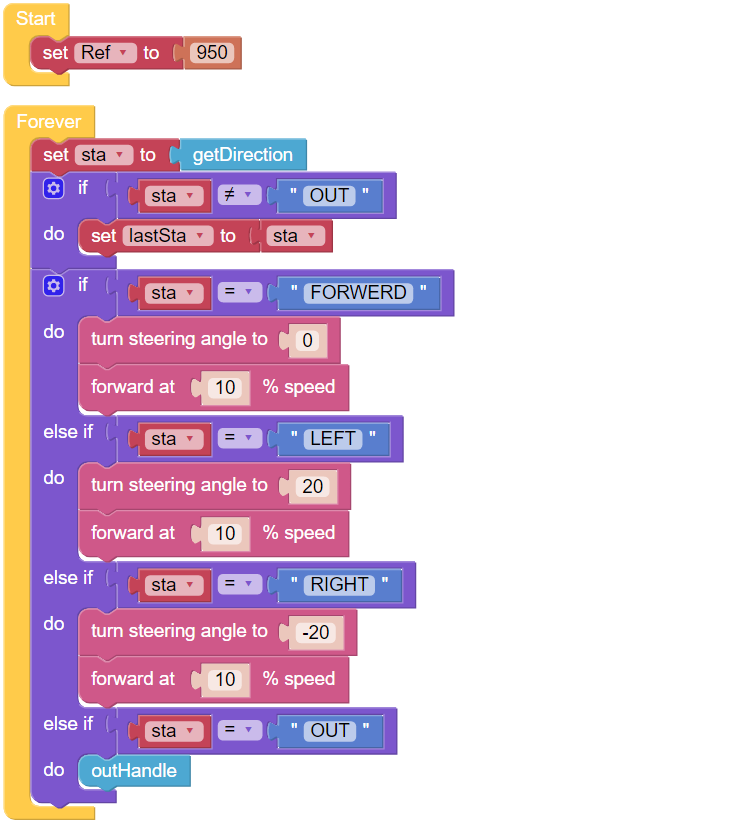 Start
set Ref to 950
Forever
set sta to getDirection
if sta ≠ " OUT "
do set lastSta to sta
if sta = " FORWERD "
do turn steering angle to 0
forward at 10 % speed
else if sta = " LEFT "
do turn steering angle to 20
forward at 10 % speed
else if sta = " RIGHT "
do turn steering angle to -20
forward at 10 % speed
else if sta = " OUT "
do outHandle